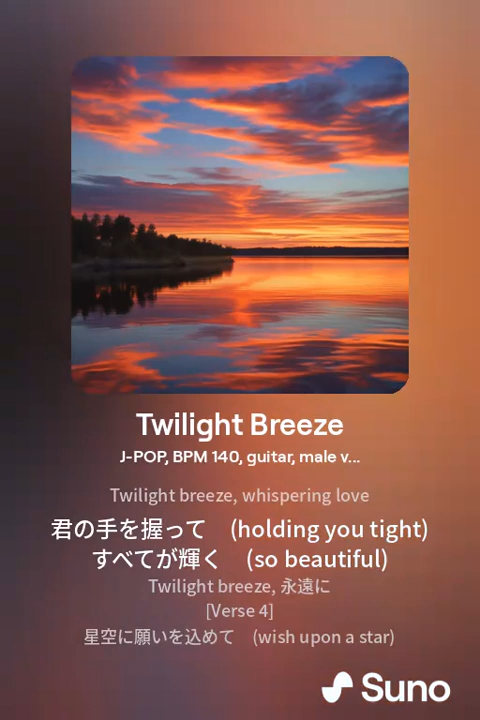 Twilight Breeze
J-POP, BPM 140, guitar, male v...
Twilight breeze, whispering love
君の手を握って　(holding you tight)
すべてが輝く　(so beautiful)
Twilight breeze, 永遠に
[Verse 4]
星空に願いを込めて　(wish upon a star)
Suno